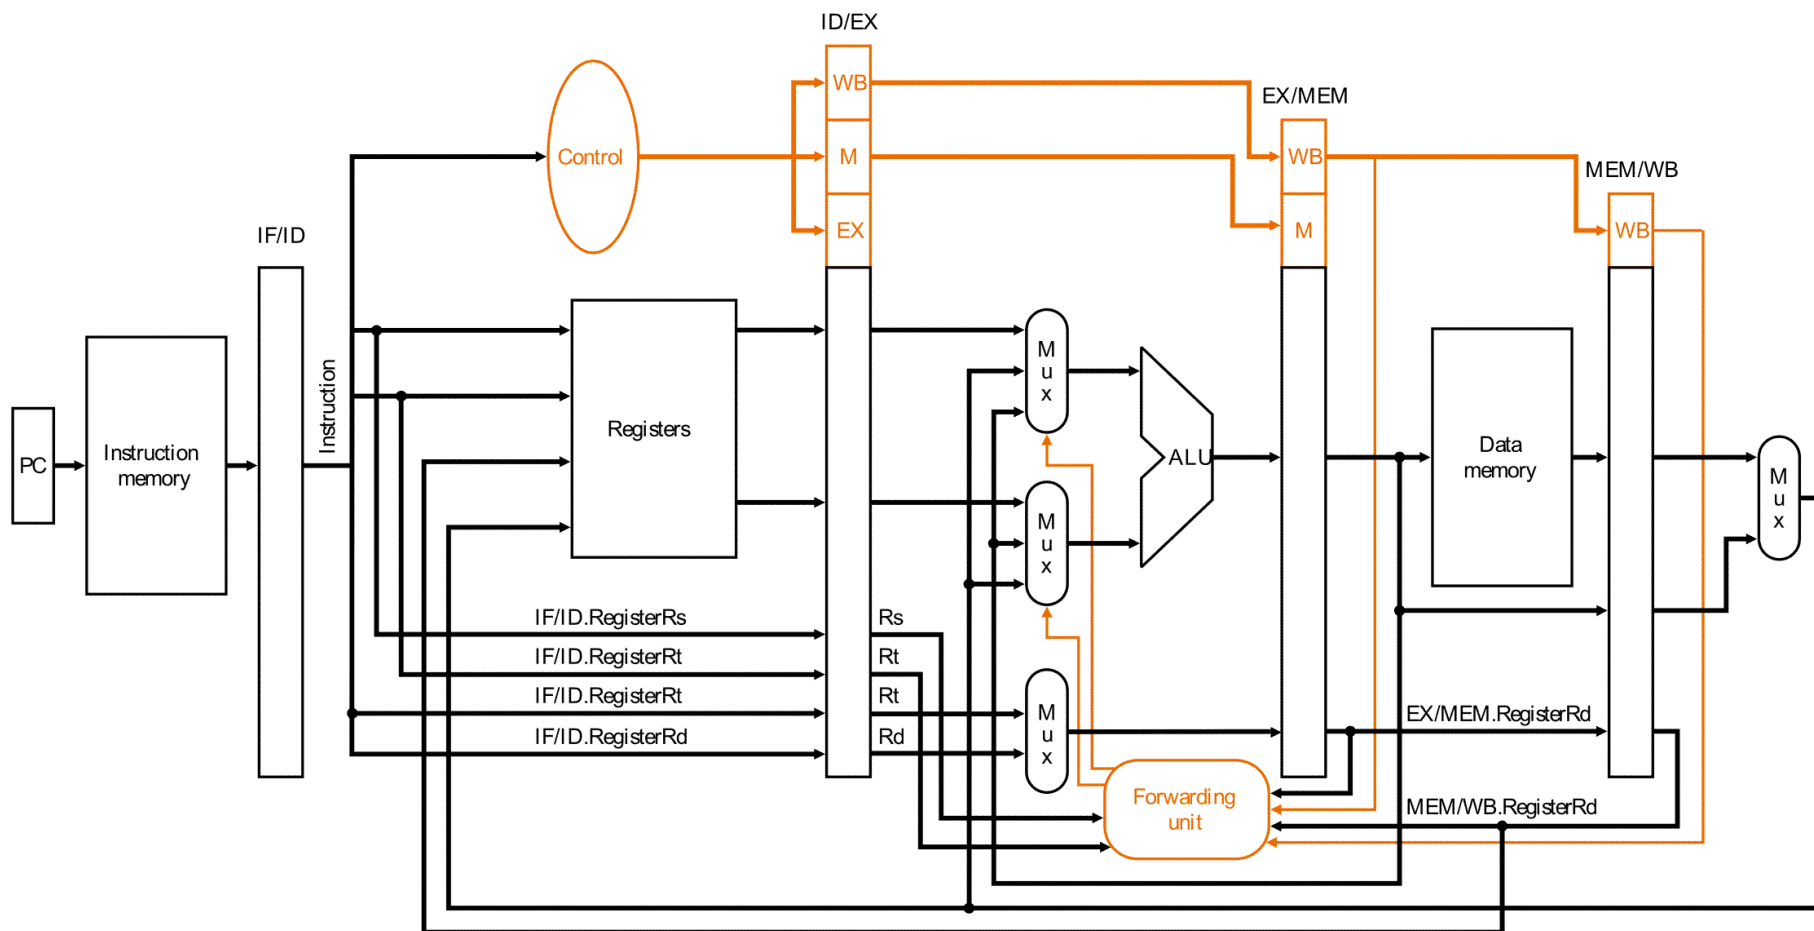 ID/EX
WB
EX/MEM
Control
M
WB
MEM/WB
EX
M
WB
IF/ID
PC
Instruction
memory
Instruction
Registers
M
u
x
ALU
M
u
x
Data
memory
M
u
x
IF/ID.RegisterRs
Rs
IF/ID.RegisterRt
Rt
IF/ID.RegisterRt
Rt
IF/ID.RegisterRd
Rd
M
u
x
EX/MEM.RegisterRd
Forwarding
unit
MEM/WB.RegisterRd